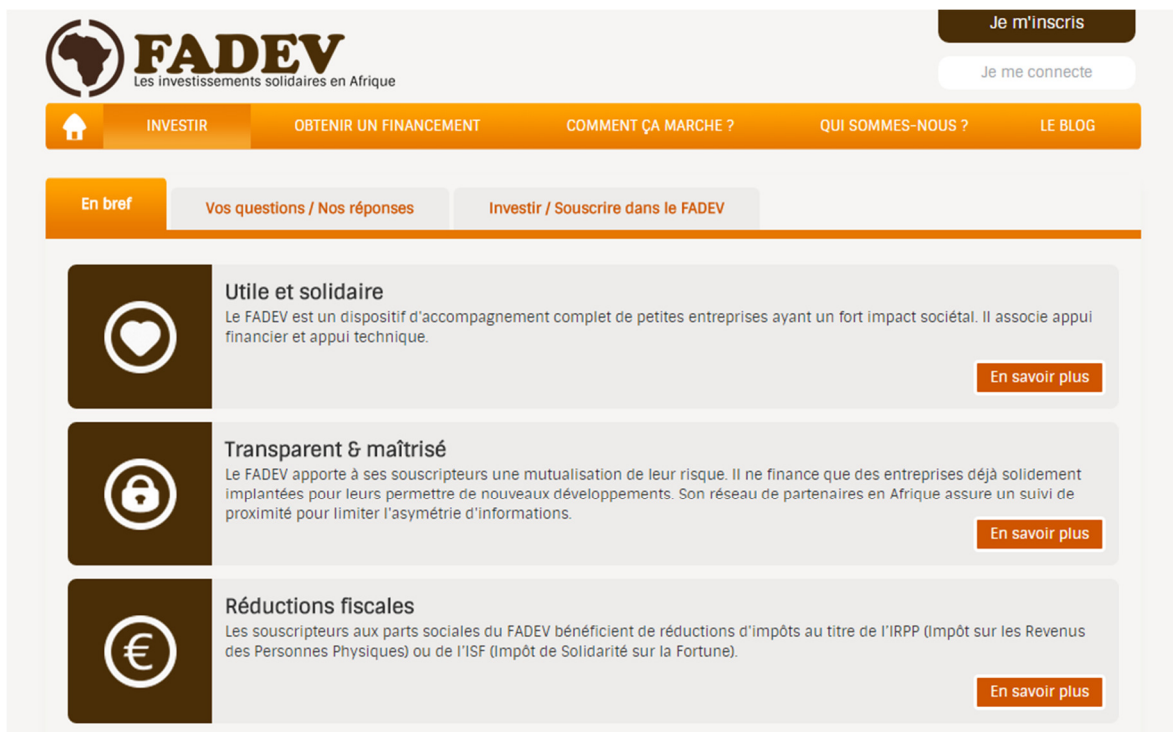 Je m'inscris
FADEV
Les investissements solidaires en Afrique
Je me connecte
INVESTIR
OBTENIR UN FINANCEMENT
COMMENT ÇA MARCHE ?
QUI SOMMES-NOUS ?
LE BLOG
En bref
Vos questions / Nos réponses
Investir / Souscrire dans le FADEV
Utile et solidaire
Le FADEV est un dispositif d'accompagnement complet de petites entreprises ayant un fort impact sociétal. Il associe appui
financier et appui technique.
En savoir plus
Transparent & maîtrisé
Le FADEV apporte à ses souscripteurs une mutualisation de leur risque. Il ne finance que des entreprises déjà solidement
implantées pour leurs permettre de nouveaux développements. Son réseau de partenaires en Afrique assure un suivi de
proximité pour limiter l'asymétrie d'informations.
En savoir plus
€
Réductions fiscales
Les souscripteurs aux parts sociales du FADEV bénéficient de réductions d'impôts au titre de l'IRPP (Impôt sur les Revenus
des Personnes Physiques) ou de l'ISF (Impôt de Solidarité sur la Fortune).
En savoir plus